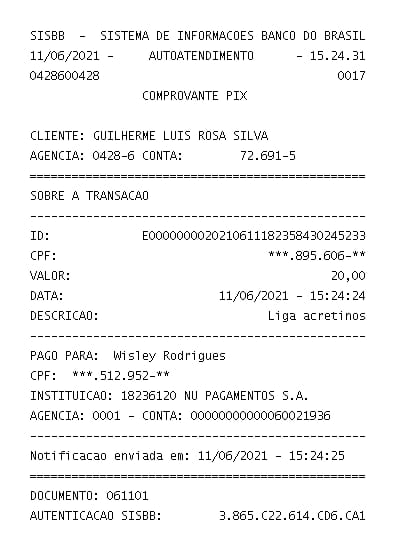 SISBB - SISTEMA DE INFORMACOES BANCO DO BRASIL
11/06/2021 - AUTOATENDIMENTO - 15.24.31
0428600428 0017
COMPROVANTE PIX
CLIENTE: GUILHERME LUIS ROSA SILVA
AGENCIA: 0428-6 CONTA: 72.691-5
================================================
SOBRE A TRANSACAO
------------------------------------------------
ID: E0000000020210611182358430245233
CPF: ***.895.606-**
VALOR: 20,00
DATA: 11/06/2021 - 15:24:24
DESCRICAO: Liga acretinos
------------------------------------------------
PAGO PARA: Wisley Rodrigues
CPF: ***.512.952-**
INSTITUICAO: 18236120 NU PAGAMENTOS S.A.
AGENCIA: 0001 - CONTA: 00000000000060021936
------------------------------------------------
Notificacao enviada em: 11/06/2021 - 15:24:25
================================================
DOCUMENTO: 061101
AUTENTICACAO SISBB: 3.865.C22.614.CD6.CA1